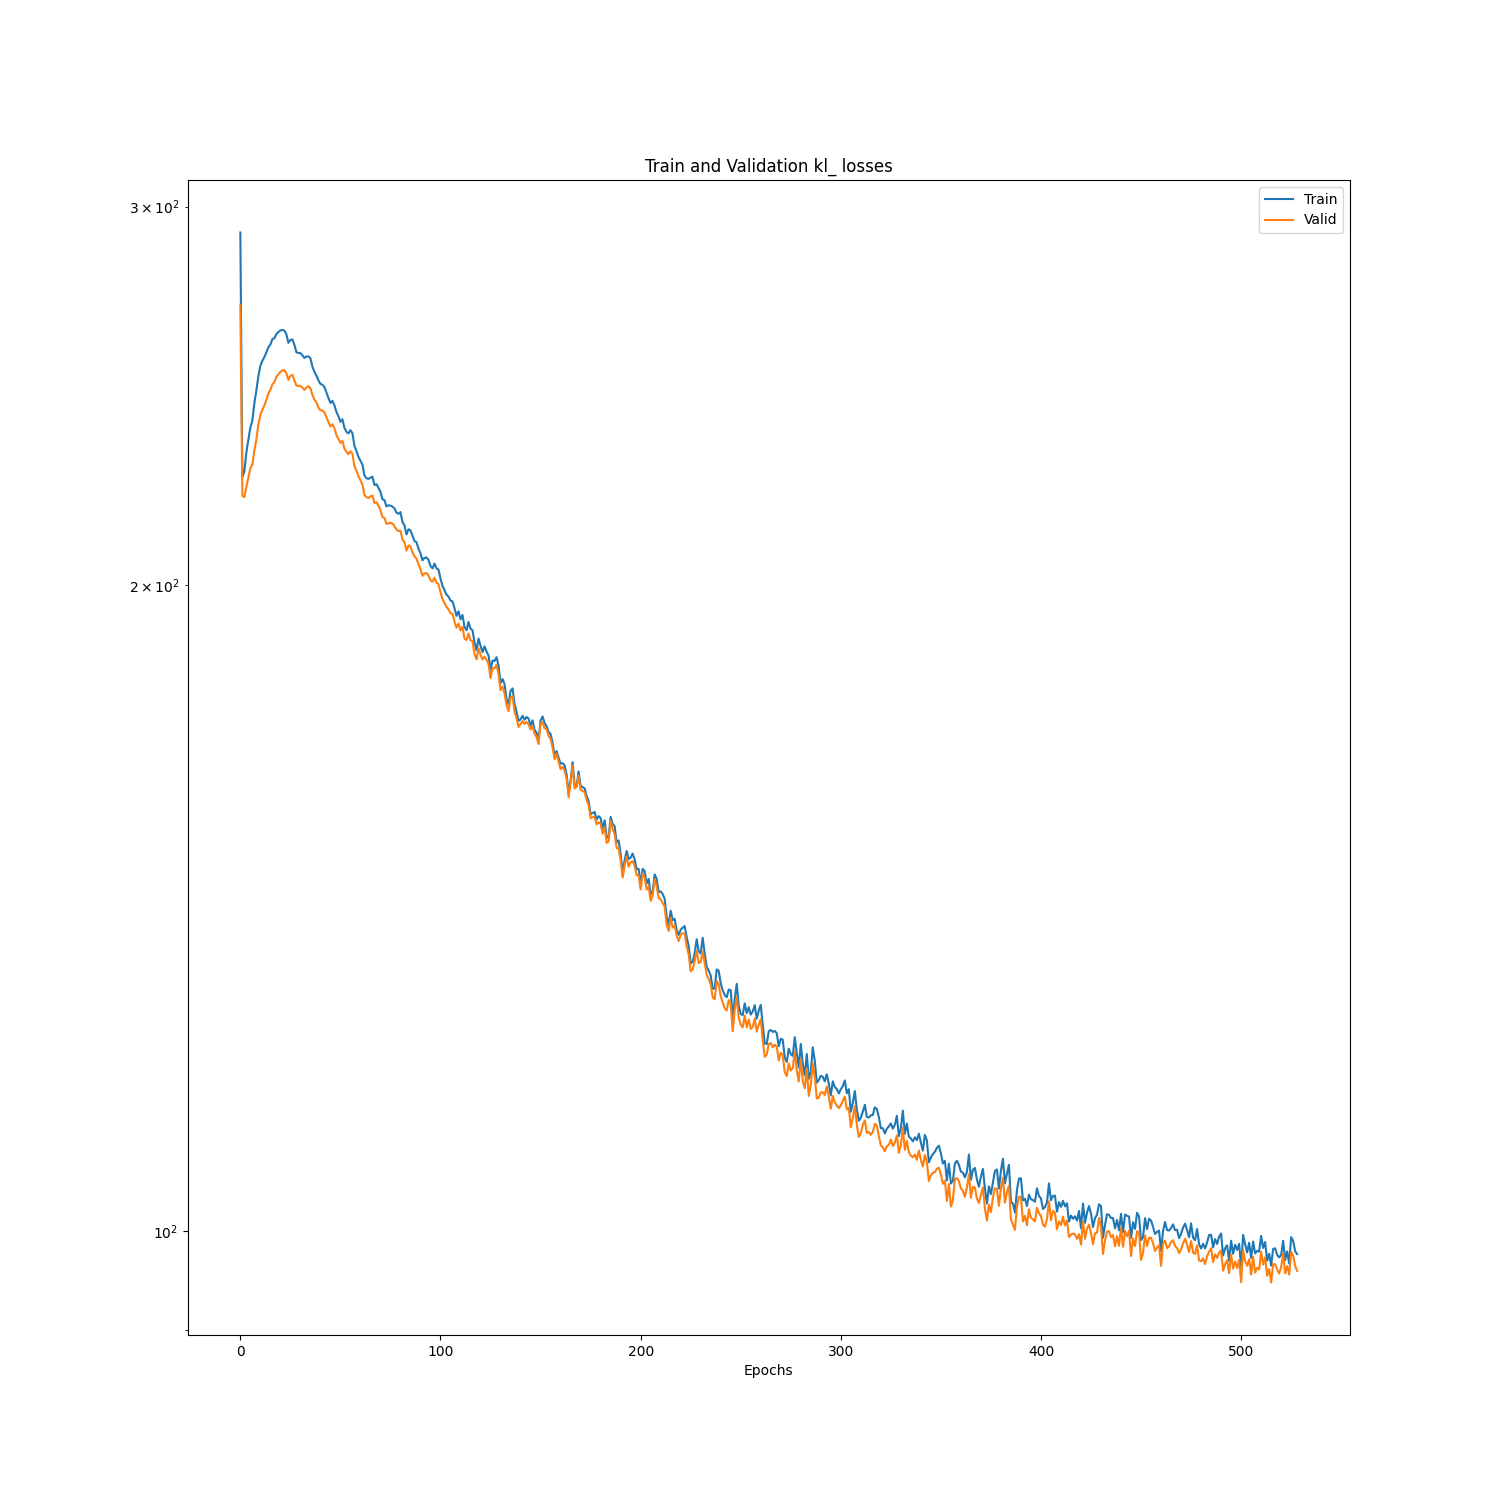 Train and Validation kl_ losses
Train
Valid
3 × 10²
2 × 10²
10²
0 100 200 300 400 500
Epochs